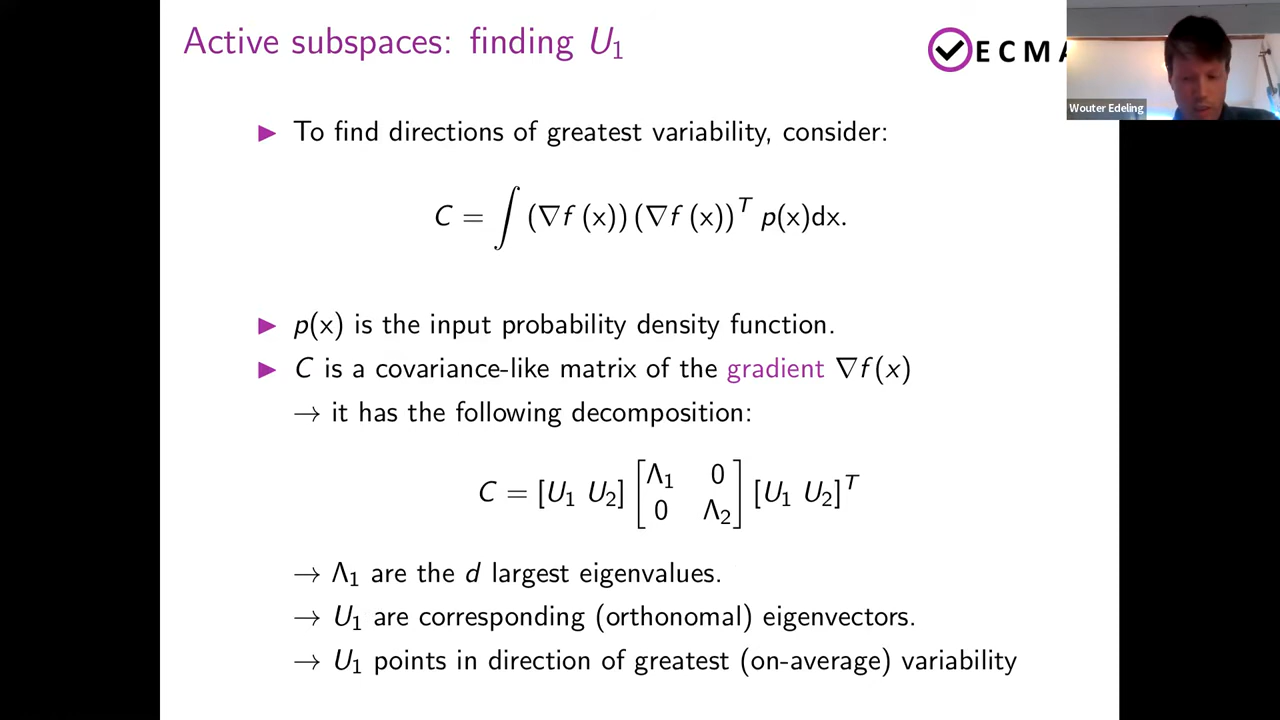 Active subspaces: finding U₁
ECMA
Wouter Edeling
▶ To find directions of greatest variability, consider:
C = ∫ (∇f (x)) (∇f (x))ᵀ p(x)dx.
▶ p(x) is the input probability density function.
▶ C is a covariance-like matrix of the gradient ∇f(x)
→ it has the following decomposition:
C = [U₁ U₂] [Λ₁ 0
0 Λ₂] [U₁ U₂]ᵀ
→ Λ₁ are the d largest eigenvalues.
→ U₁ are corresponding (orthonomal) eigenvectors.
→ U₁ points in direction of greatest (on-average) variability